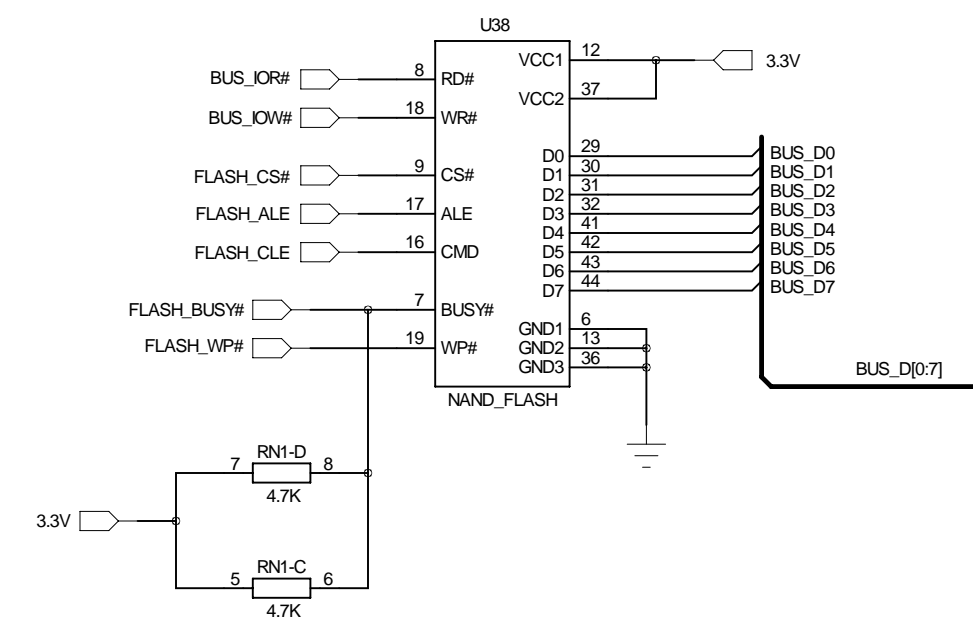 U38
BUS_IOR# 8 RD# VCC1 12 3.3V
VCC2 37
BUS_IOW# 18 WR#
D0 29 BUS_D0
FLASH_CS# 9 CS# D1 30 BUS_D1
D2 31 BUS_D2
FLASH_ALE 17 ALE D3 32 BUS_D3
D4 41 BUS_D4
FLASH_CLE 16 CMD D5 42 BUS_D5
D6 43 BUS_D6
D7 44 BUS_D7
FLASH_BUSY# 7 BUSY#
GND1 6
FLASH_WP# 19 WP# GND2 13
GND3 36
BUS_D[0:7]
NAND_FLASH
RN1-D
7 8
4.7K
3.3V
RN1-C
5 6
4.7K